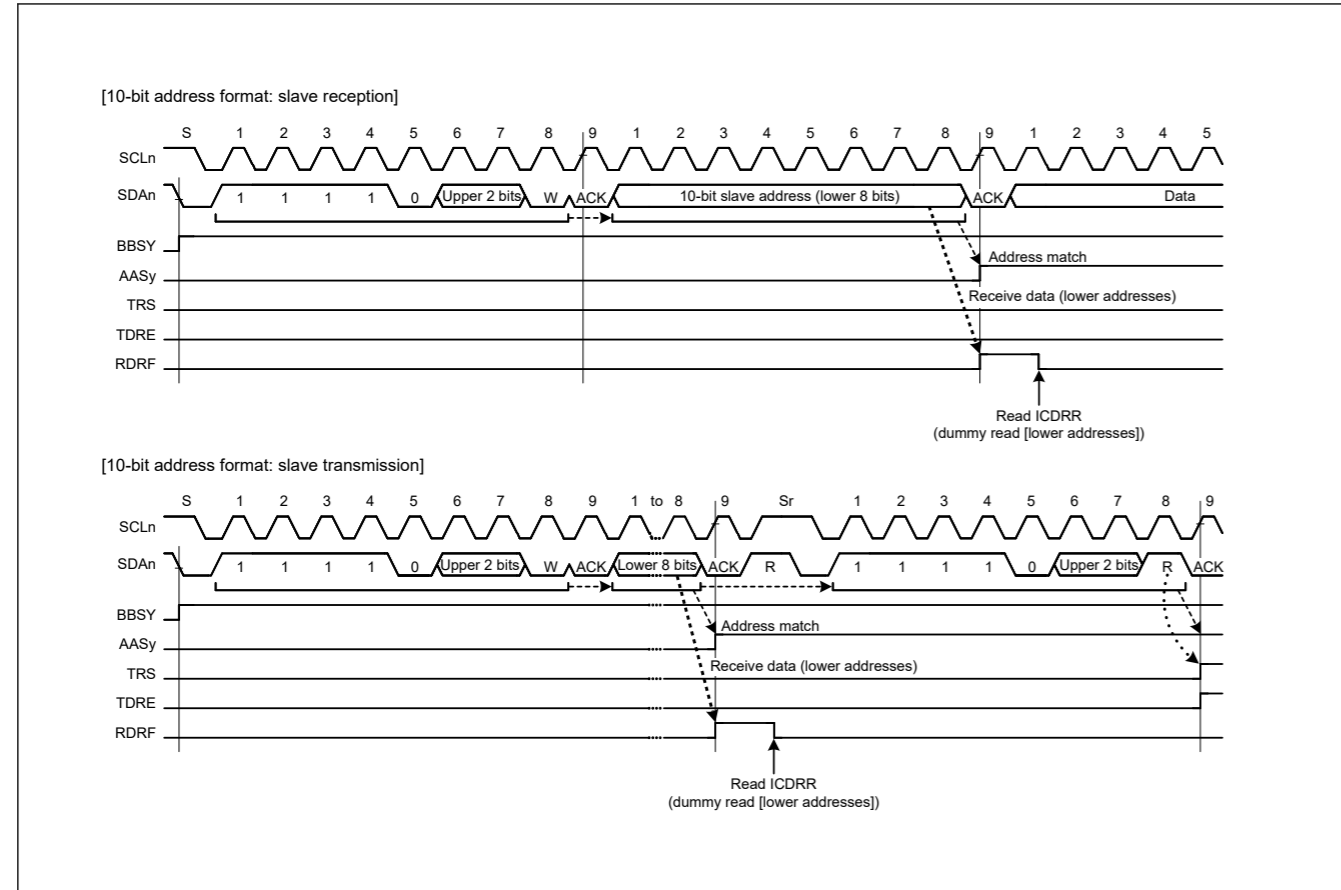 [10-bit address format: slave reception]
S 1 2 3 4 5 6 7 8 9 1 2 3 4 5 6 7 8 9 1 2 3 4 5
SCLn
SDAn 1 1 1 1 0 Upper 2 bits W ACK 10-bit slave address (lower 8 bits) ACK Data
BBSY
Address match
AASy
Receive data (lower addresses)
TRS
TDRE
RDRF
Read ICDRR
(dummy read [lower addresses])
[10-bit address format: slave transmission]
S 1 2 3 4 5 6 7 8 9 1 to 8 9 Sr 1 2 3 4 5 6 7 8 9
SCLn
SDAn 1 1 1 1 0 Upper 2 bits W ACK Lower 8 bits ACK R 1 1 1 1 0 Upper 2 bits R ACK
BBSY
Address match
AASy
Receive data (lower addresses)
TRS
TDRE
RDRF
Read ICDRR
(dummy read [lower addresses])